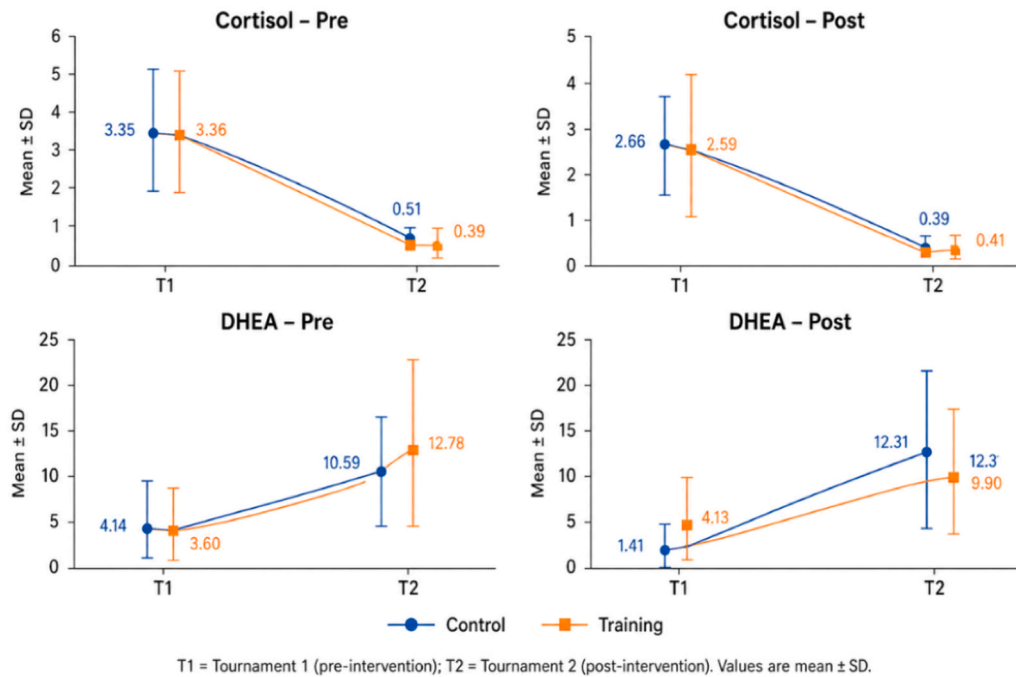 Cortisol – Pre
Mean ± SD
6
5
4
3
2
1
0
3.35
3.36
0.51
0.39
T1
T2
Cortisol – Post
Mean ± SD
5
4
3
2
1
0
2.66
2.59
0.39
0.41
T1
T2
DHEA – Pre
Mean ± SD
25
20
15
10
5
0
4.14
3.60
10.59
12.78
T1
T2
DHEA – Post
Mean ± SD
25
20
15
10
5
0
1.41
4.13
12.31
12.3
9.90
T1
T2
Control
Training
T1 = Tournament 1 (pre-intervention); T2 = Tournament 2 (post-intervention). Values are mean ± SD.